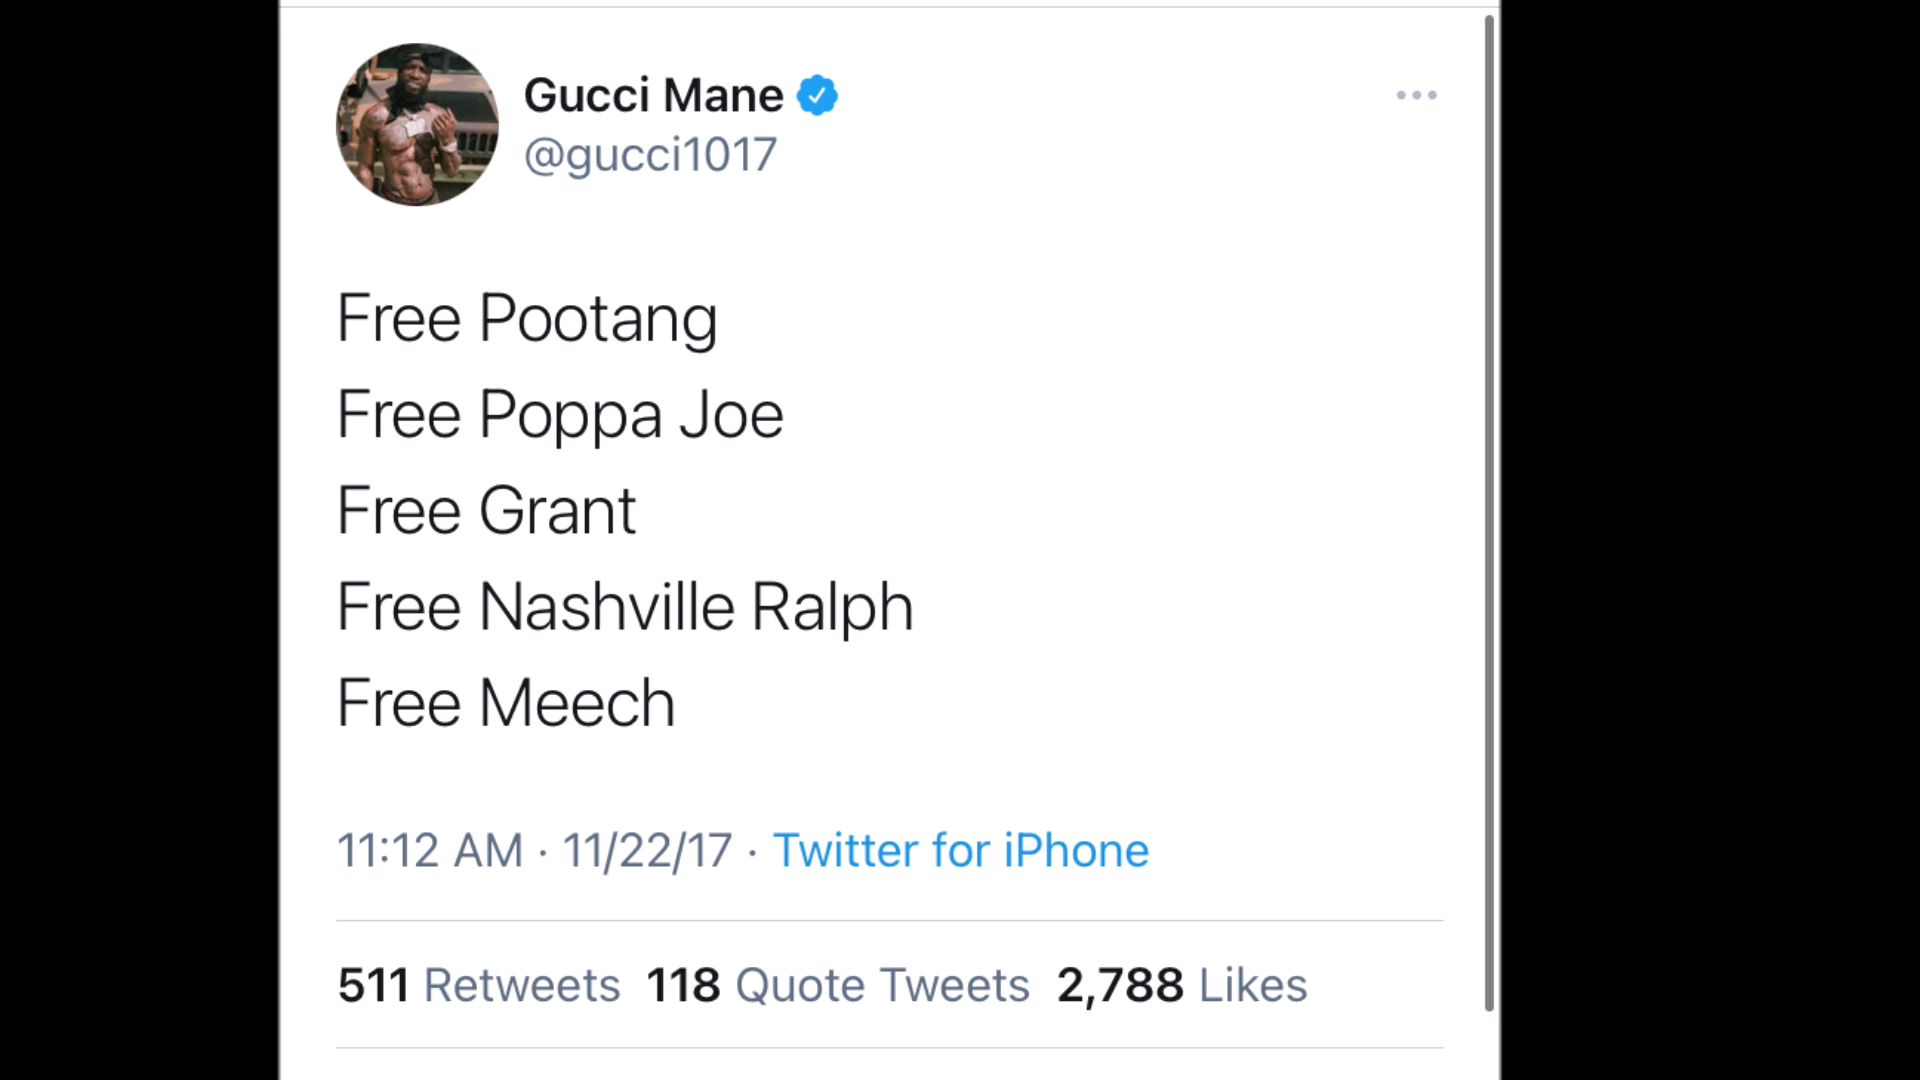 Gucci Mane
@gucci1017
Free Pootang
Free Poppa Joe
Free Grant
Free Nashville Ralph
Free Meech
11:12 AM · 11/22/17 · Twitter for iPhone
511 Retweets 118 Quote Tweets 2,788 Likes